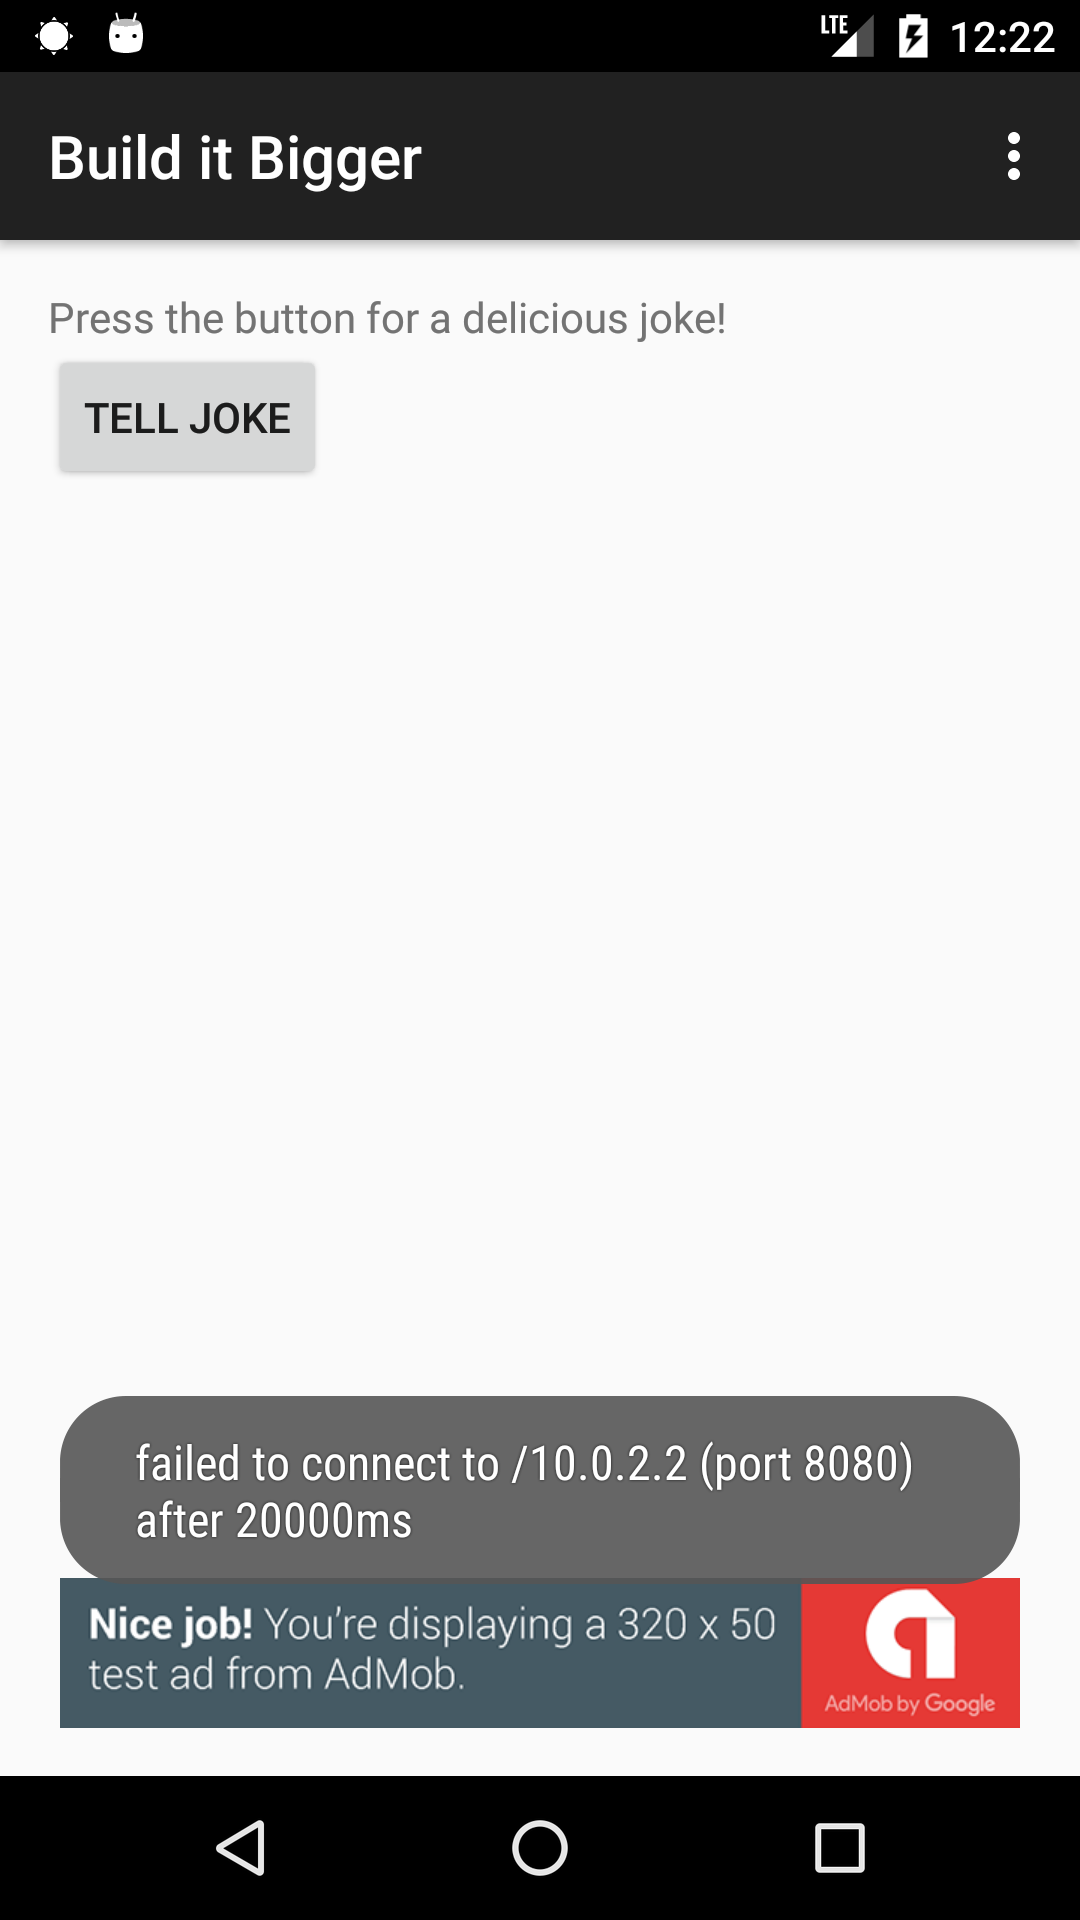 LTE 12:22
Build it Bigger
Press the button for a delicious joke!
TELL JOKE
failed to connect to /10.0.2.2 (port 8080)
after 20000ms
Nice job! You're displaying a 320 x 50
test ad from AdMob.
AdMob by Google